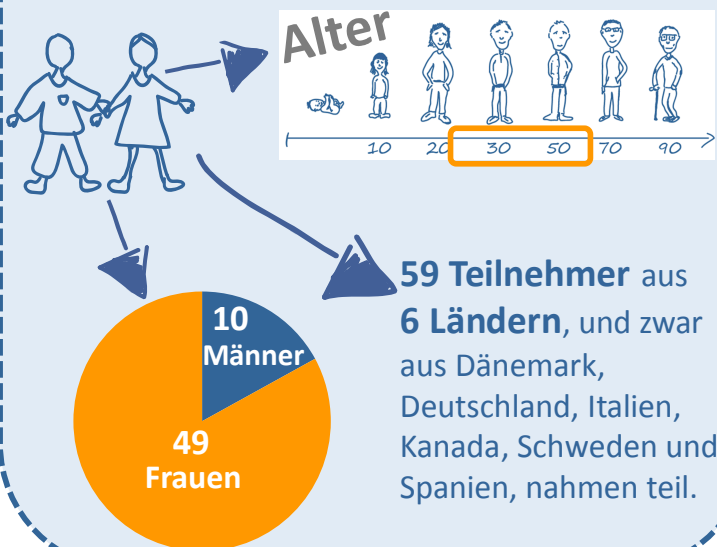 Alter
10 20 30 50 70 90
10
Männer
49
Frauen
59 Teilnehmer aus
6 Ländern, und zwar
aus Dänemark,
Deutschland, Italien,
Kanada, Schweden und
Spanien, nahmen teil.